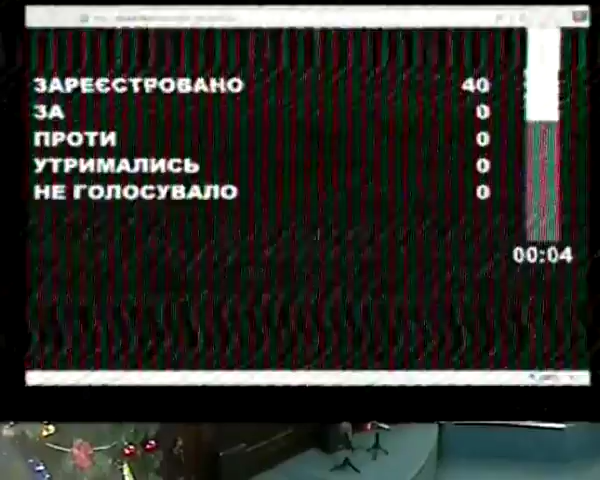 ЗАРЕЄСТРОВАНО 40
ЗА 0
ПРОТИ 0
УТРИМАЛИСЬ 0
НЕ ГОЛОСУВАЛО 0
00:04